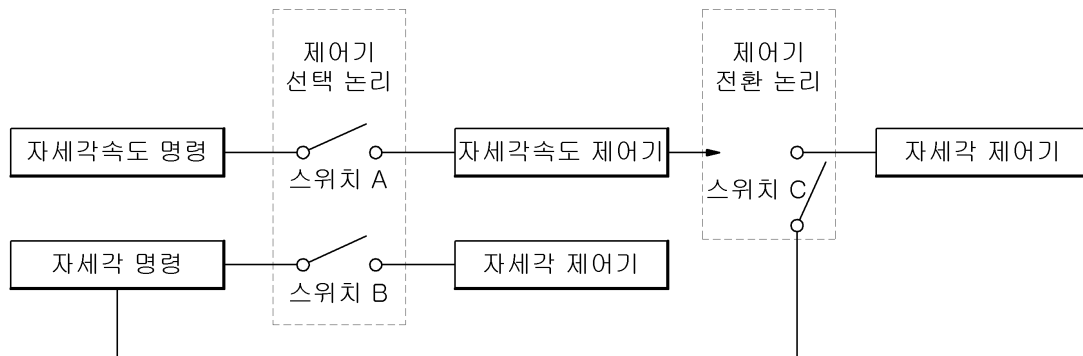 제어기
선택 논리
제어기
전환 논리
자세각속도 명령
자세각속도 제어기
자세각 제어기
스위치 A
스위치 C
자세각 명령
자세각 제어기
스위치 B